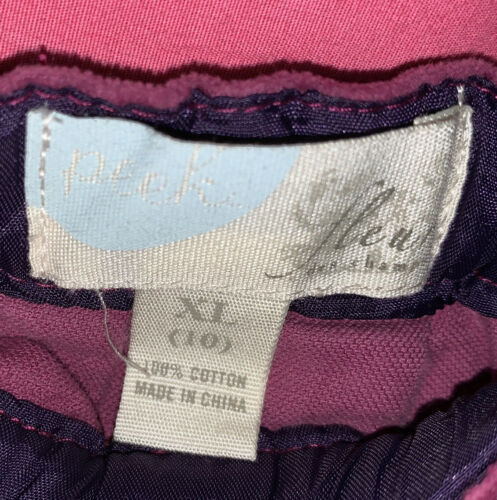 peek
fleur
XL
(10)
100% COTTON
MADE IN CHINA